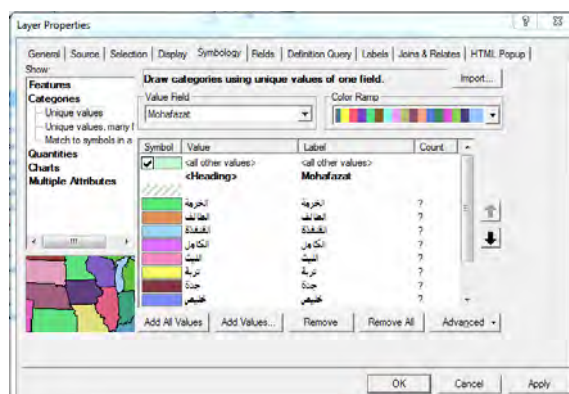 Layer Properties
General Source Selection Display Symbology Fields Definition Query Labels Joins & Relates HTML Popup
Show:
Features
Categories
Unique values
Unique values, many f
Match to symbols in a
Quantities
Charts
Multiple Attributes
Draw categories using unique values of one field.
Import...
Value Field
Mohafazat
Color Ramp
Symbol Value Label Count
<all other values> <all other values>
<Heading> Mohafazat
الخرمة الخرمة ?
الطائف الطائف ?
القنفذة القنفذة ?
الكامل الكامل ?
الليث الليث ?
تربة تربة ?
جدة جدة ?
خليص خليص ?
Add All Values Add Values... Remove Remove All Advanced
OK Cancel Apply